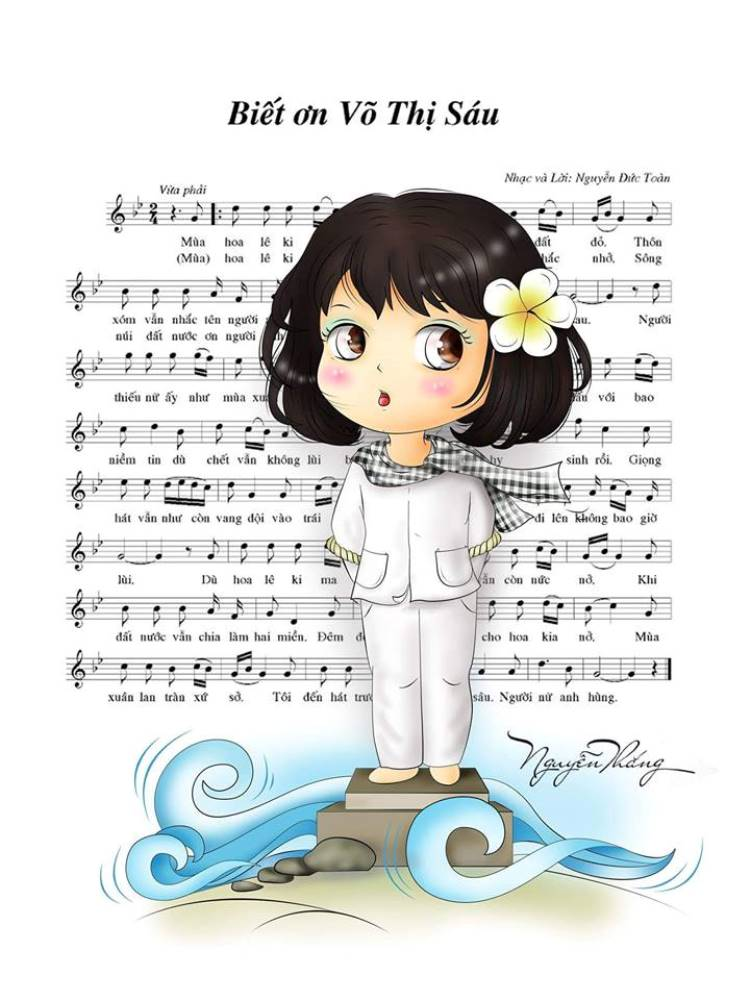 Biết ơn Võ Thị Sáu
Nhạc và Lời: Nguyễn Đức Toàn
Vừa phải
Mùa hoa lê ki đất đỏ. Thôn
(Mùa) hoa lê ki nhở, Sông
xóm vẫn nhắc tên người Người
núi đất nước ơn người
thiếu nữ ấy như mùa với bao
niềm tin dù chết vẫn không lùi sinh rồi. Giọng
hát vẫn như còn vang dội vào trái đi lên không bao giờ
lùi, Dù hoa lê ki ma còn nức nở, Khi
đất nước vẫn chia làm hai miền. Đêm cho hoa kia nở, Mùa
xuân lan tràn xứ sở. Tôi đến hát sâu. Người nữ anh hùng.
Nguyễn Thắng